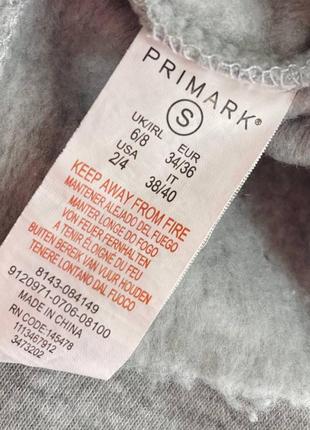 PRIMARK®
S
UK/IRL EUR
6/8 34/36
USA IT
2/4 38/40
KEEP AWAY FROM FIRE
MANTENER ALEJADO DEL FUEGO
MANTER LONGE DO FOGO
VON FEUER FERNHALTEN
A TENIR ÉLOIGNÉ DU FEU
BUITEN BEREIK VAN VUUR HOUDEN
TENERE LONTANO DAL FUOCO
8143-084149
9120971-0706-08100
MADE IN CHINA
RN CODE:145478
1113467912
3473202